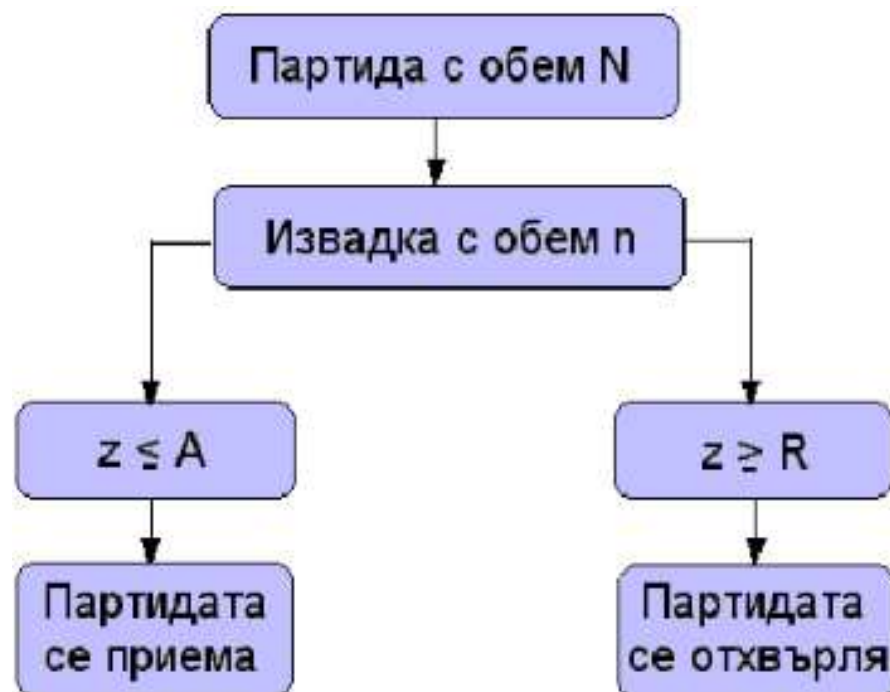 Партида с обем N
Извадка с обем n
z ≤ A
z ≥ R
Партидата
се приема
Партидата
се отхвърля